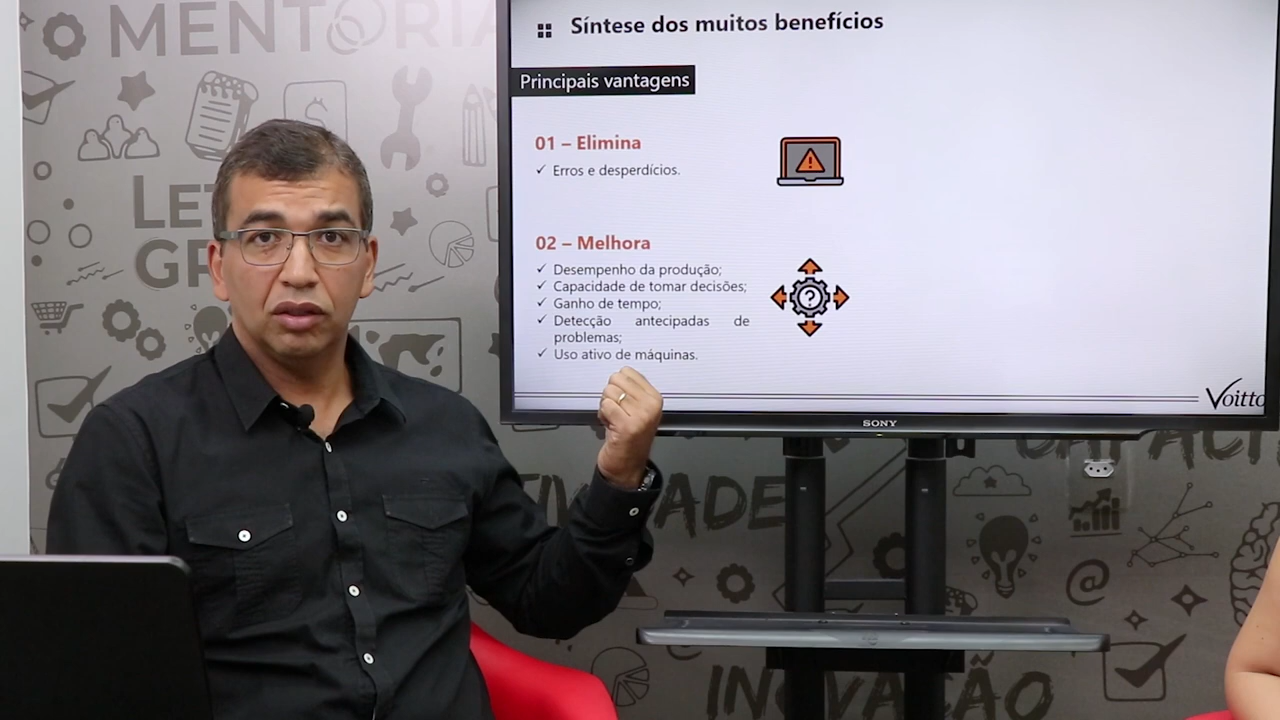 MENTORIA
Síntese dos muitos benefícios
Principais vantagens
01 – Elimina
✓ Erros e desperdícios.
02 – Melhora
✓ Desempenho da produção;
✓ Capacidade de tomar decisões;
✓ Ganho de tempo;
✓ Detecção antecipadas de
problemas;
✓ Uso ativo de máquinas.
Voitto
SONY
INOVAÇÃO